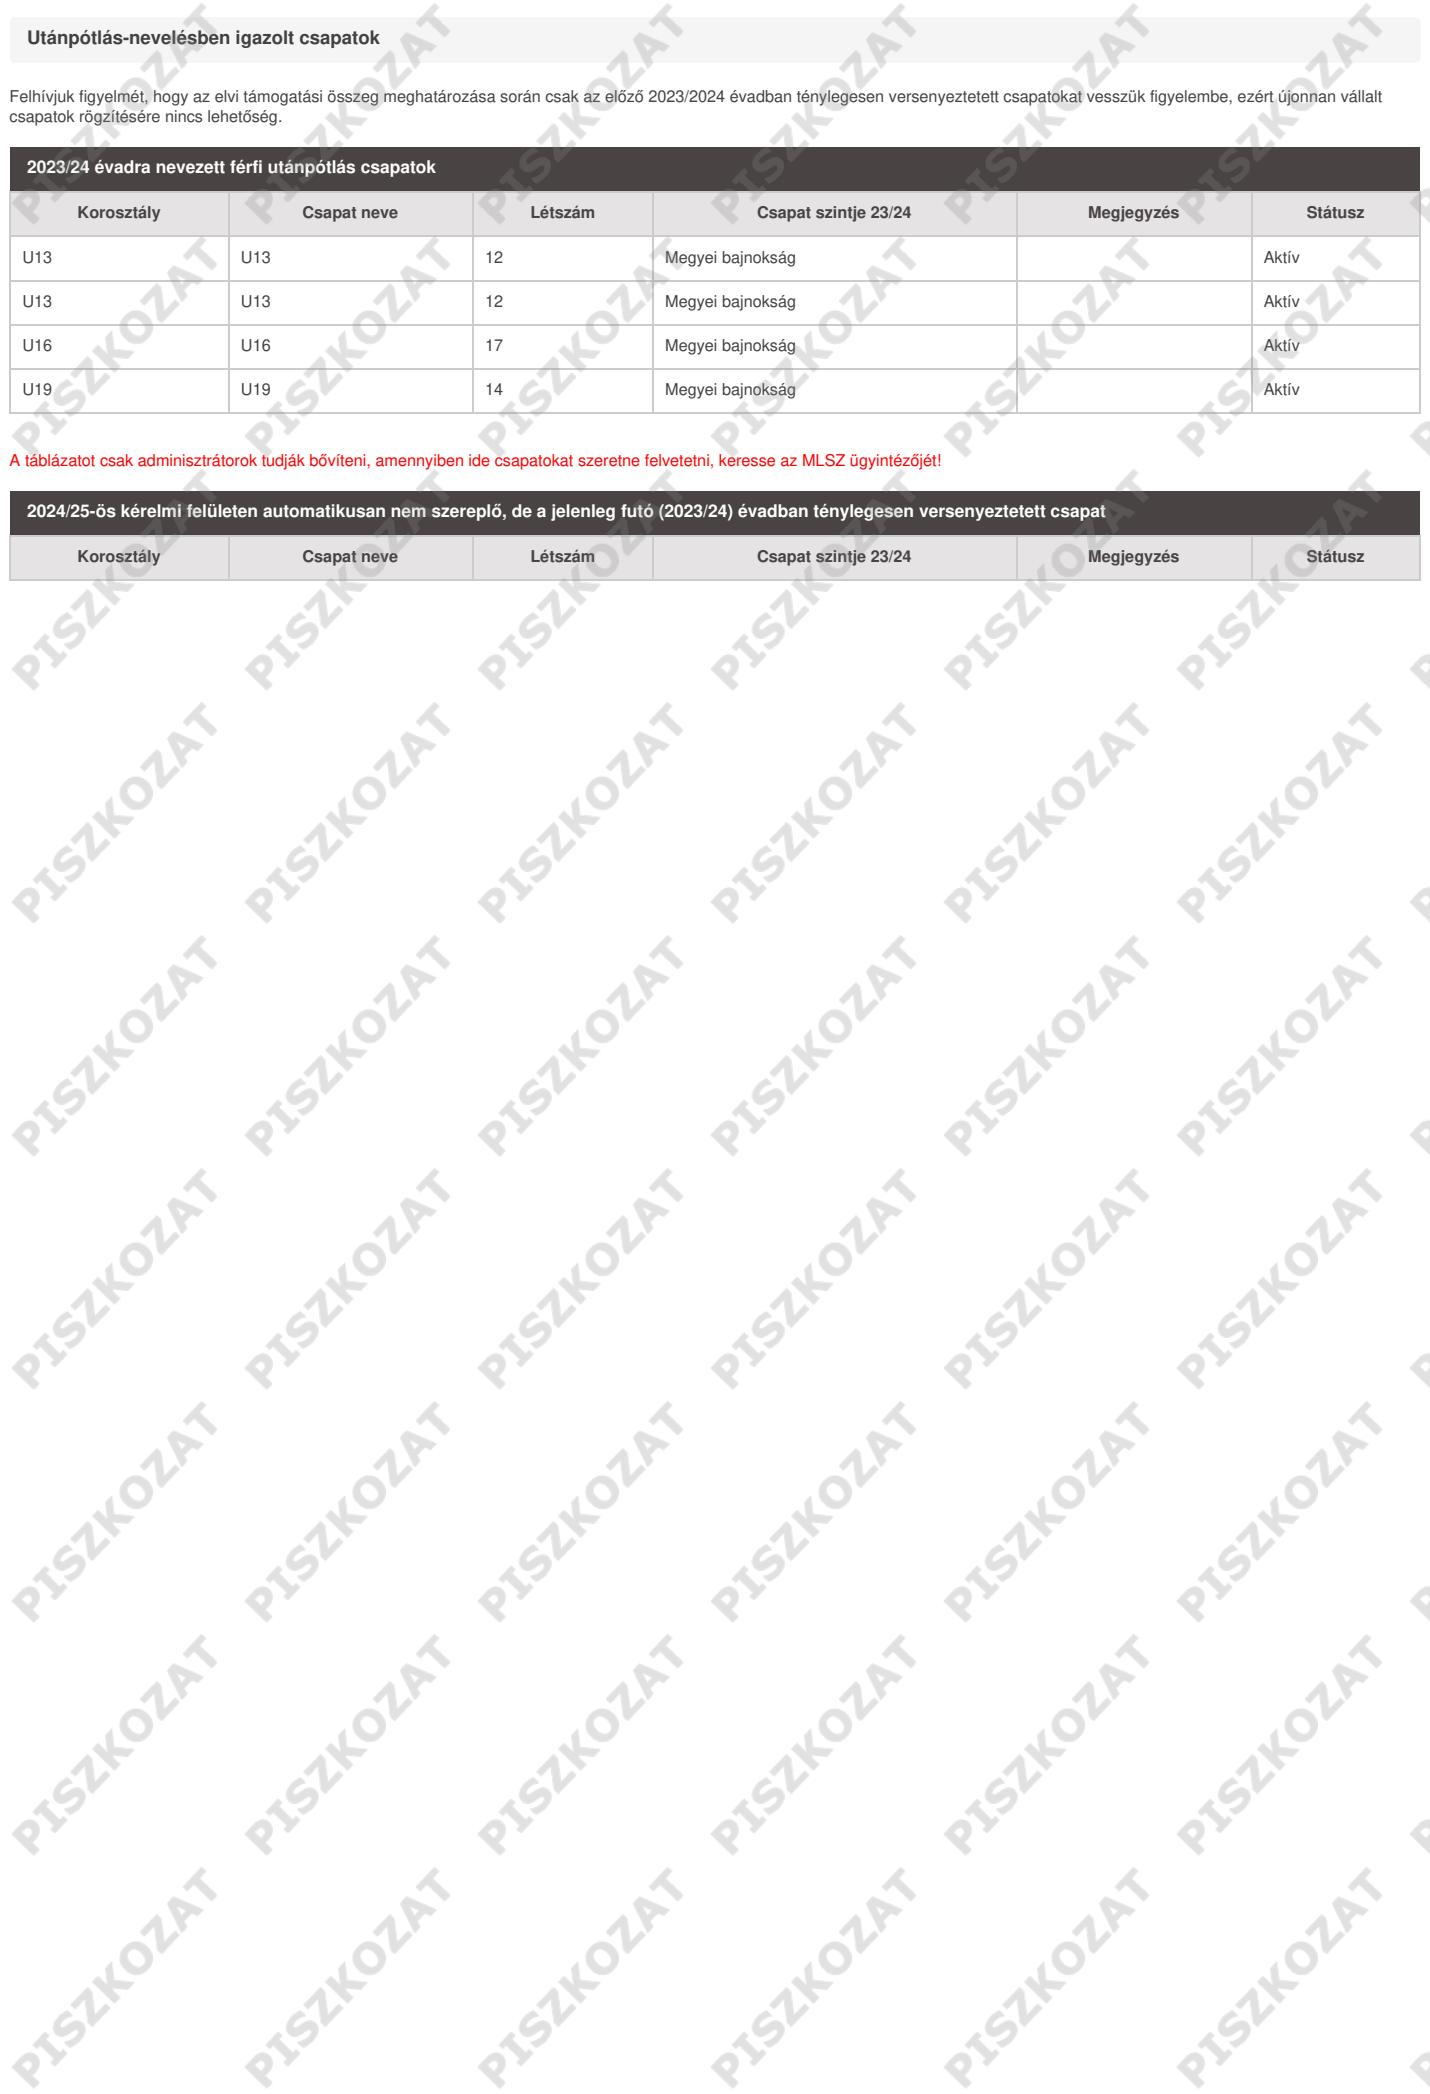 Utánpótlás-nevelésben igazolt csapatok
Felhívjuk figyelmét, hogy az elvi támogatási összeg meghatározása során csak az előző 2023/2024 évadban ténylegesen versenyeztetett csapatokat vesszük figyelembe, ezért újonnan vállalt
csapatok rögzítésére nincs lehetőség.
2023/24 évadra nevezett férfi utánpótlás csapatok
Korosztály Csapat neve Létszám Csapat szintje 23/24 Megjegyzés Státusz
U13 U13 12 Megyei bajnokság Aktív
U13 U13 12 Megyei bajnokság Aktív
U16 U16 17 Megyei bajnokság Aktív
U19 U19 14 Megyei bajnokság Aktív
A táblázatot csak adminisztrátorok tudják bővíteni, amennyiben ide csapatokat szeretne felvetetni, keresse az MLSZ ügyintézőjét!
2024/25-ös kérelmi felületen automatikusan nem szereplő, de a jelenleg futó (2023/24) évadban ténylegesen versenyeztetett csapat
Korosztály Csapat neve Létszám Csapat szintje 23/24 Megjegyzés Státusz
PISZKOZAT